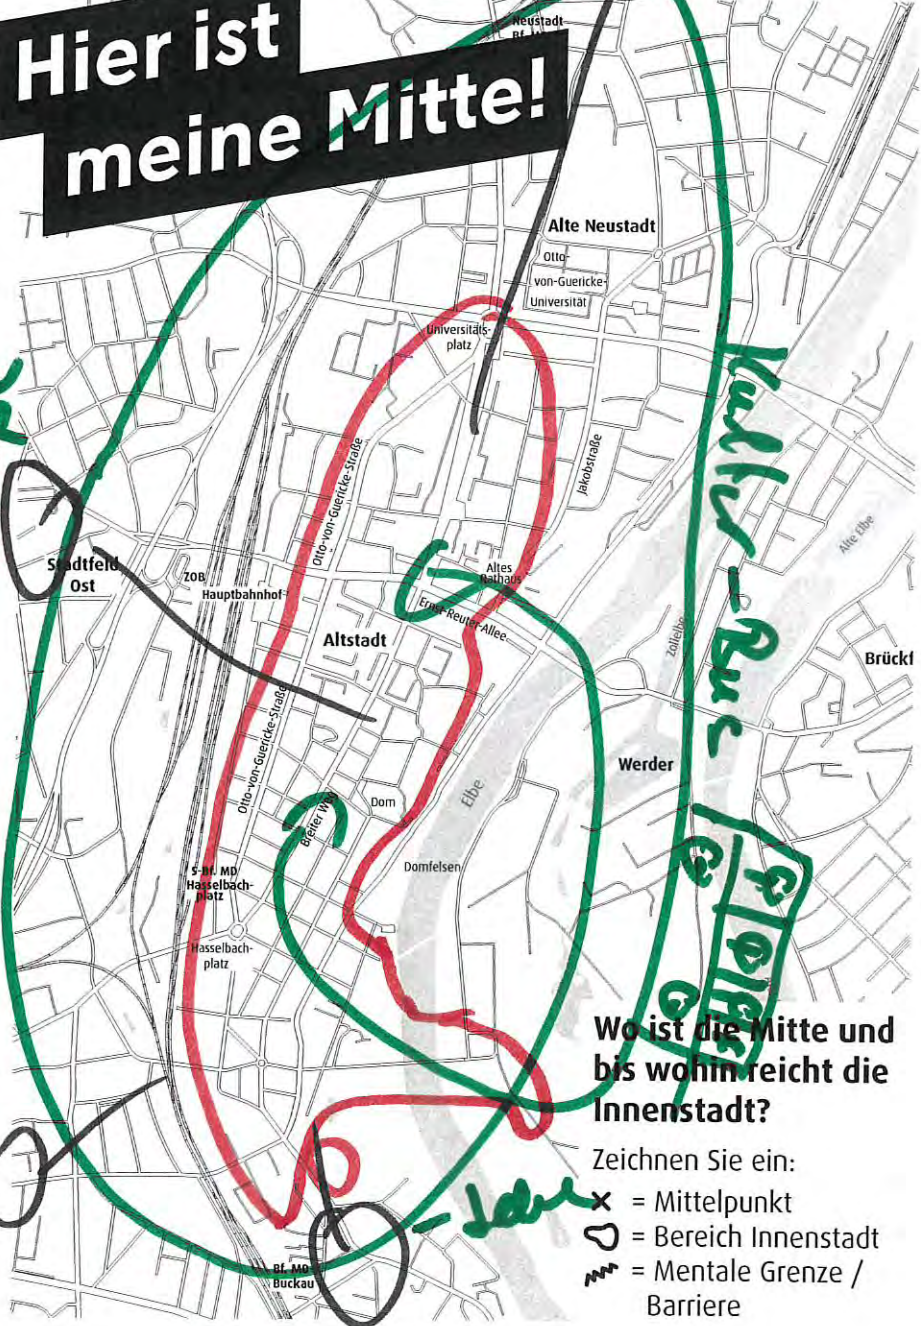 Hier ist
meine Mitte!
Neustadt
Alte Neustadt
Otto-
von-Guericke-
Universität
Universitäts-
platz
Otto-von-Guericke-Straße
Jakobstraße
Alte Elbe
Stadtfeld
Ost
ZOB
Hauptbahnhof
Altes
Rathaus
Ernst-Reuter-Allee
Altstadt
Zollelbe
Brückf
Otto-von-Guericke-Straße
Werder
Elbe
Dom
Breiter Weg
Domfelsen
S-Bf. MD
Hasselbach-
platz
Hasselbach-
platz
Kultur-Bus
Bf. MD-
Buckau
Wo ist die Mitte und
bis wohin reicht die
Innenstadt?
Zeichnen Sie ein:
x = Mittelpunkt
= Bereich Innenstadt
= Mentale Grenze /
Barriere